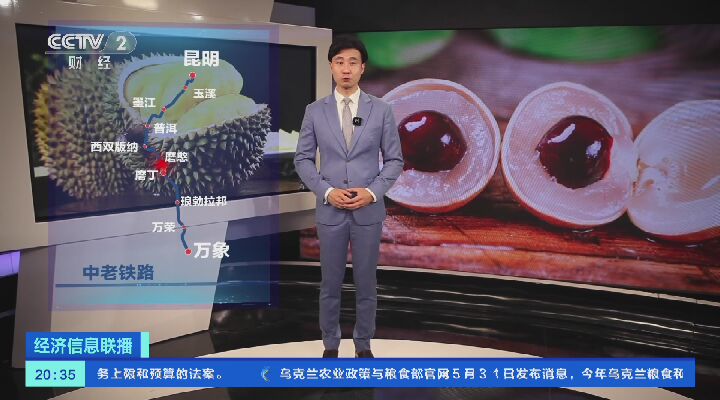 CCTV 2
财经
昆明
玉溪
墨江
普洱
西双版纳
磨憨
磨丁
琅勃拉邦
万荣
万象
中老铁路
经济信息联播
20:35 务上限和预算的法案。 乌克兰农业政策与粮食部官网5月31日发布消息，今年乌克兰粮食和